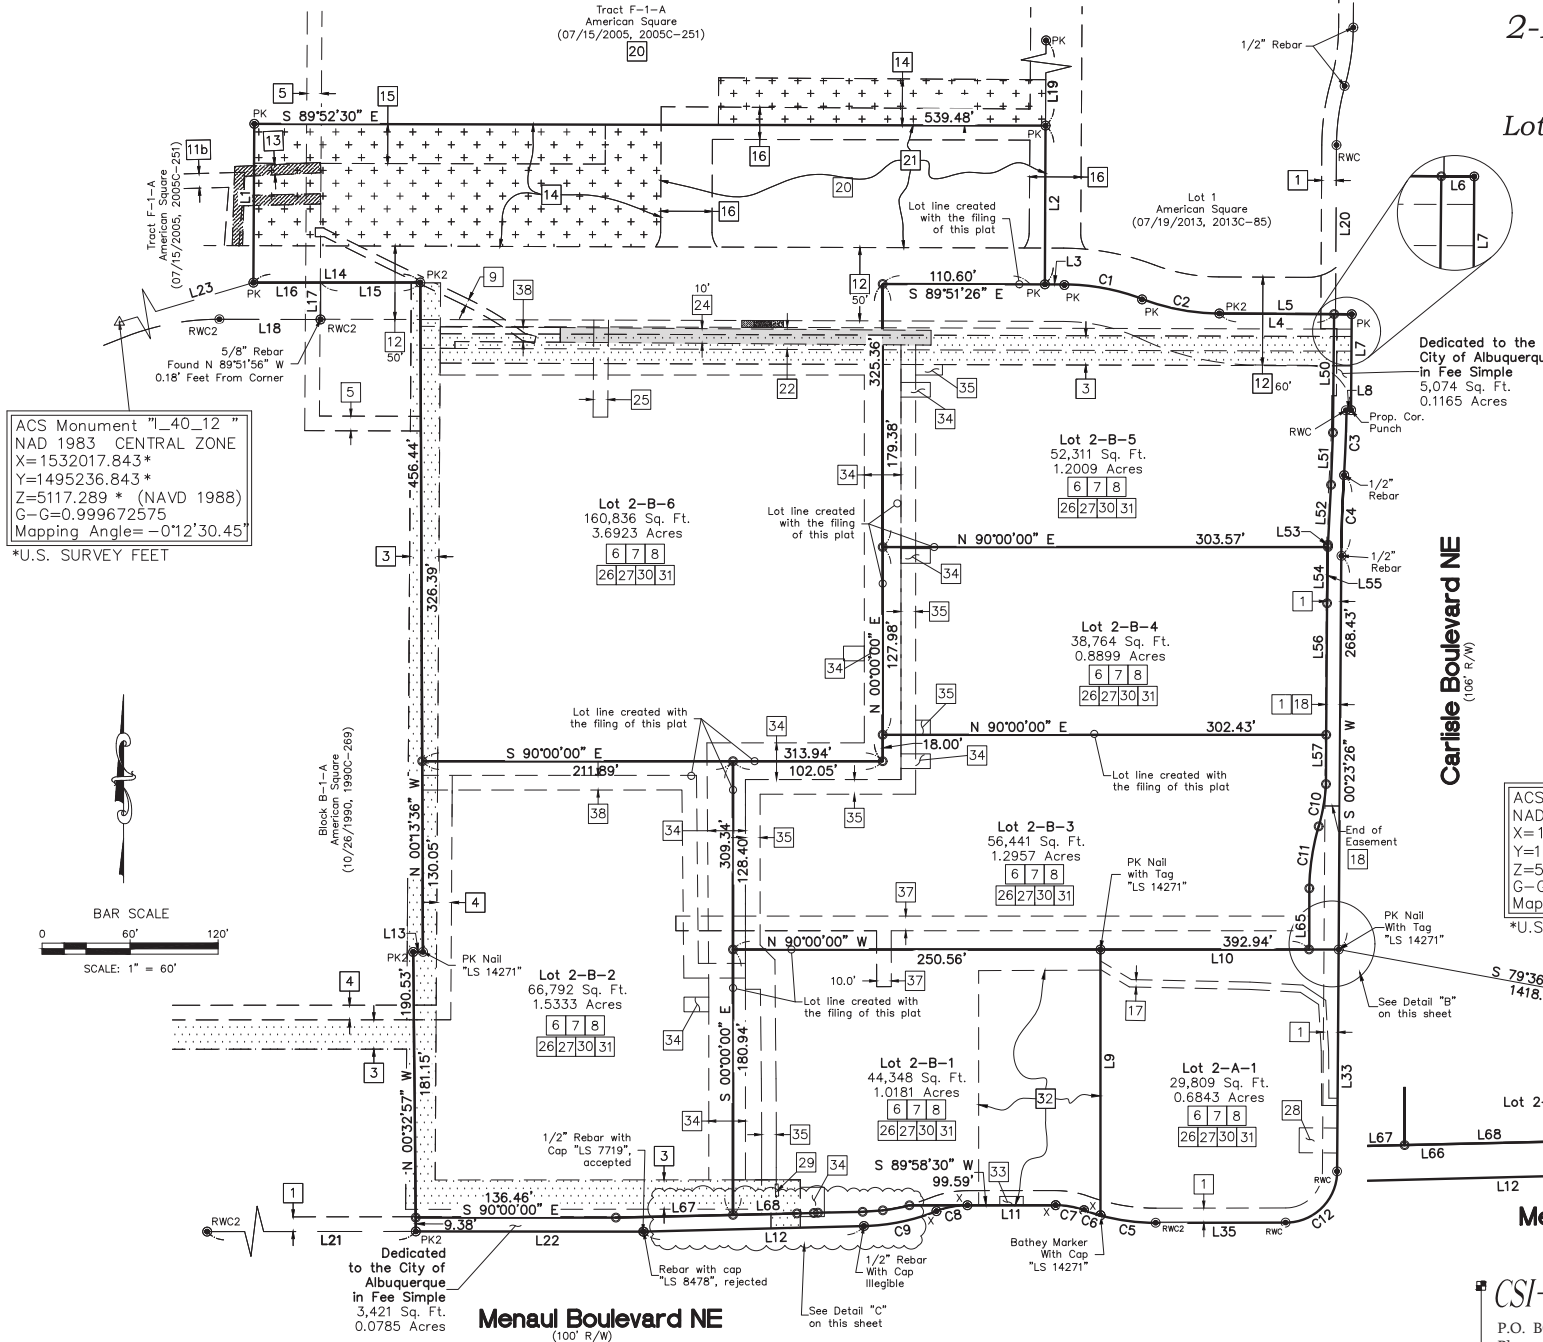 Tract F-1-A
American Square
(07/15/2005, 2005C-251)
20
14
5
15
PK
S 89°52'30" E
539.48'
L19
PK
1/2" Rebar
2-
Lot
RWC
11b
13
Tract F-1-A
American Square
(07/15/2005, 2005C-251)
L1
14
16
21
20
16
16
L2
1
L20
Lot 1
American Square
(07/19/2013, 2013C-85)
Lot line created
with the filing
of this plat
L6
L7
L14
L23
L16
L17
L15
PK
PK2
L18
RWC2
RWC2
12
50'
9
38
10'
24
12
50'
110.60'
S 89°51'26" E
L3
PK
C1
PK
C2
PK2
L5
L4
PK
L7
5/8" Rebar
Found N 89°51'56" W
0.18' Feet From Corner
5
25
22
325.36'
35
34
3
12
60'
L50
L8
Dedicated to the
City of Albuquerqu
in Fee Simple
5,074 Sq. Ft.
0.1165 Acres
RWC
Prop. Cor.
Punch
ACS Monument "I_40_12 "
NAD 1983 CENTRAL ZONE
X=1532017.843*
Y=1495236.843*
Z=5117.289 * (NAVD 1988)
G-G=0.999672575
Mapping Angle= -0°12'30.45"
*U.S. SURVEY FEET
456.44'
179.38'
34
Lot 2-B-5
52,311 Sq. Ft.
1.2009 Acres
6 7 8
26 27 30 31
L51
C3
1/2"
Rebar
Lot 2-B-6
160,836 Sq. Ft.
3.6923 Acres
6 7 8
26 27 30 31
Lot line created
with the filing
of this plat
L52
C4
L53
N 90°00'00" E
303.57'
1/2"
Rebar
3
326.39'
34
35
L54
L55
1
Carlisle Boulevard NE
(106' R/W)
Lot 2-B-4
38,764 Sq. Ft.
0.8899 Acres
6 7 8
26 27 30 31
L56
268.43'
127.98'
N 00°00'00" E
34
35
1 18
Lot line created with
the filing of this plat
34
N 90°00'00" E
302.43'
18.00'
34
L57
S 00°23'26" W
S 90°00'00" E
313.94'
211.89'
102.05'
Lot line created with
the filing of this plat
Block B-1-A
American Square
(10/26/1990, 1990C-269)
38
35
34
35
N 00°13'36" W
130.05'
309.34'
128.40'
Lot 2-B-3
56,441 Sq. Ft.
1.2957 Acres
6 7 8
26 27 30 31
C10
C11
End of
Easement
18
PK Nail
with Tag
"LS 14271"
4
37
L65
BAR SCALE
0 60' 120'
SCALE: 1" = 60'
L13
PK2
PK Nail
"LS 14271"
N 90°00'00" W
392.94'
250.56'
L10
PK Nail
With Tag
"LS 14271"
ACS
NAD
X=1
Y=1
Z=5
G-G
Map
*U.S
190.53'
Lot 2-B-2
66,792 Sq. Ft.
1.5333 Acres
6 7 8
26 27 30 31
10.0'
37
17
Lot line created with
the filing of this plat
S 79°36
1418.
See Detail "B"
on this sheet
4
3
34
34
1
181.15'
N 00°32'57" W
S 00°00'00" E
180.94'
Lot 2-B-1
44,348 Sq. Ft.
1.0181 Acres
6 7 8
26 27 30 31
32
L9
Lot 2-A-1
29,809 Sq. Ft.
0.6843 Acres
6 7 8
26 27 30 31
L33
28
Lot 2-
L67
L68
L66
L12
34
35
1/2" Rebar with
Cap "LS 7719",
accepted
3
29
34
S 89°58'30" W
99.59'
33
1
RWC
136.46'
S 90°00'00" E
9.38'
L67
L68
L12
C9
X
C8
L11
X
C7
C6
C5
RWC2
L35
RWC
C12
1
RWC2
L21
PK2
L22
Dedicated
to the City of
Albuquerque
in Fee Simple
3,421 Sq. Ft.
0.0785 Acres
Rebar with cap
"LS 8478", rejected
1/2" Rebar
With Cap
Illegible
Bathey Marker
With Cap
"LS 14271"
See Detail "C"
on this sheet
Menaul Boulevard NE
(100' R/W)
Me
CSI-
P.O. B